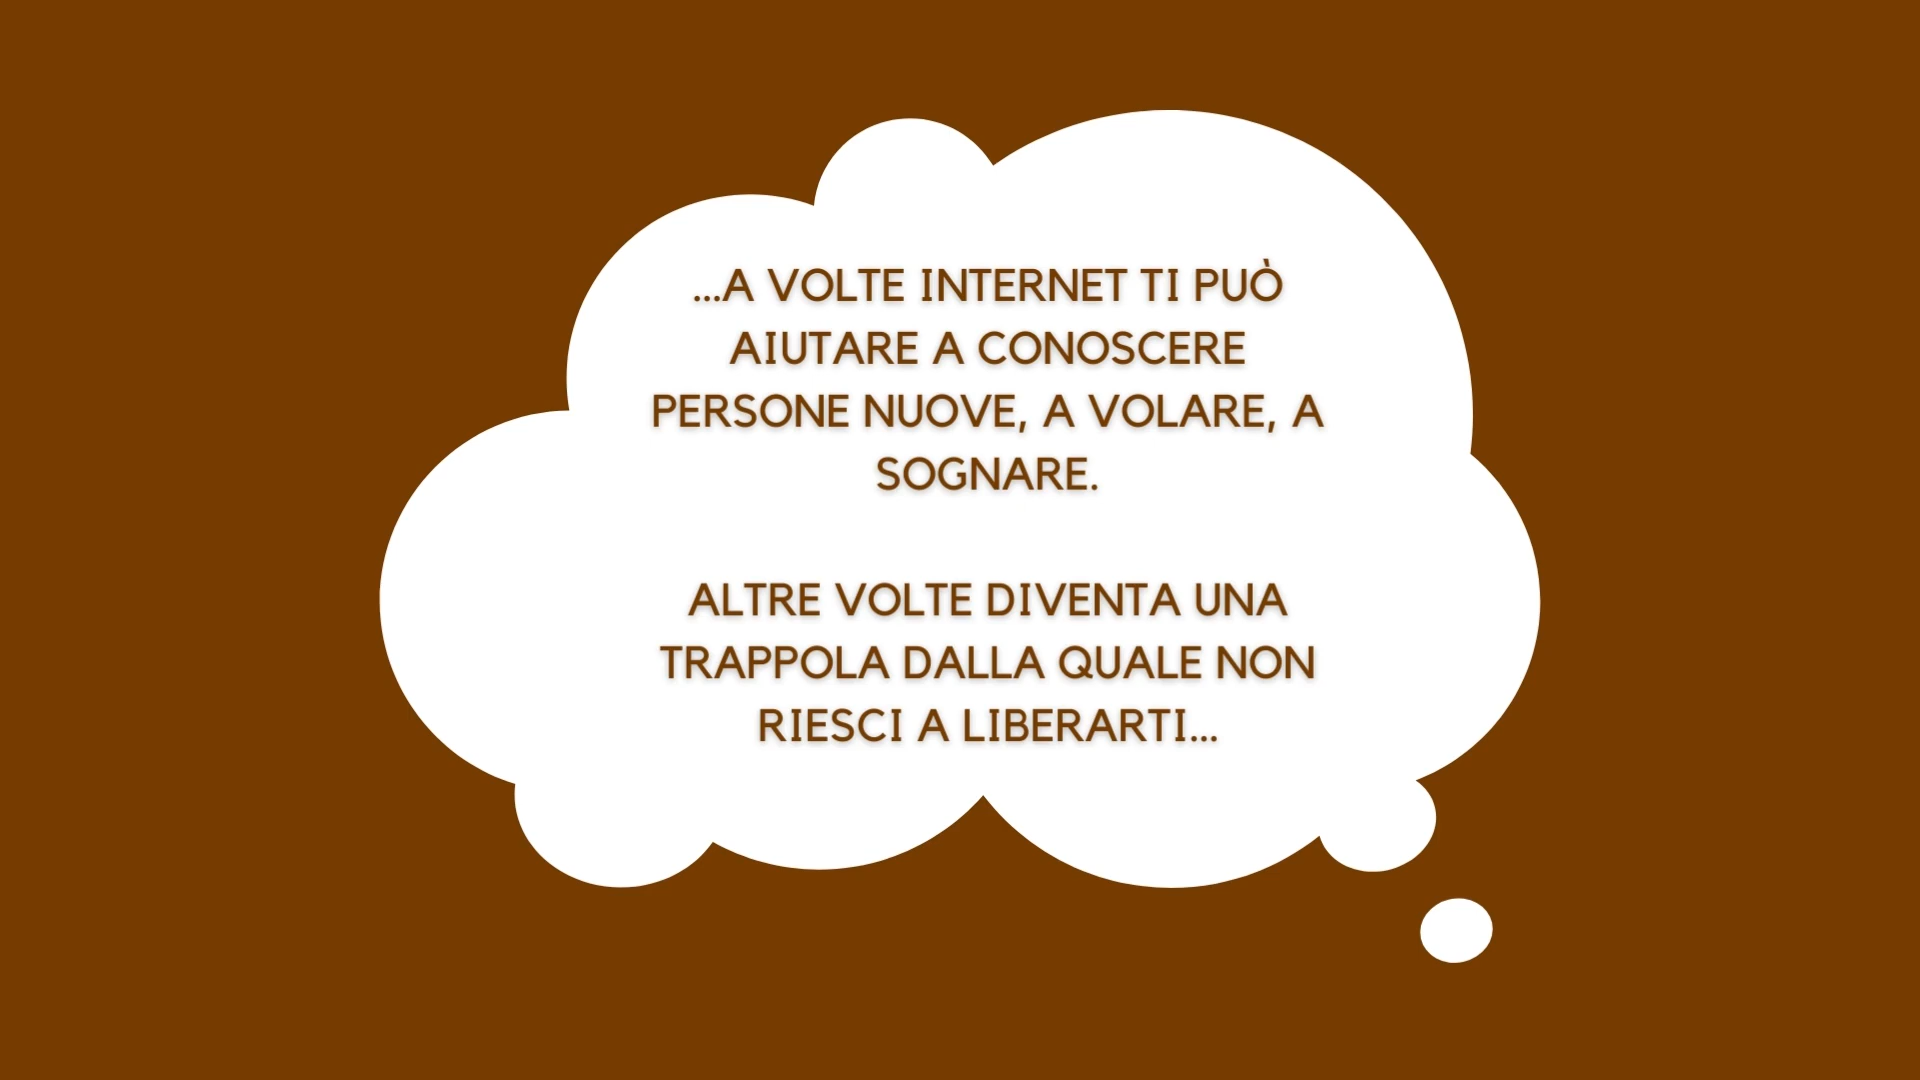 ...A VOLTE INTERNET TI PUÒ
AIUTARE A CONOSCERE
PERSONE NUOVE, A VOLARE, A
SOGNARE.
ALTRE VOLTE DIVENTA UNA
TRAPPOLA DALLA QUALE NON
RIESCI A LIBERARTI...